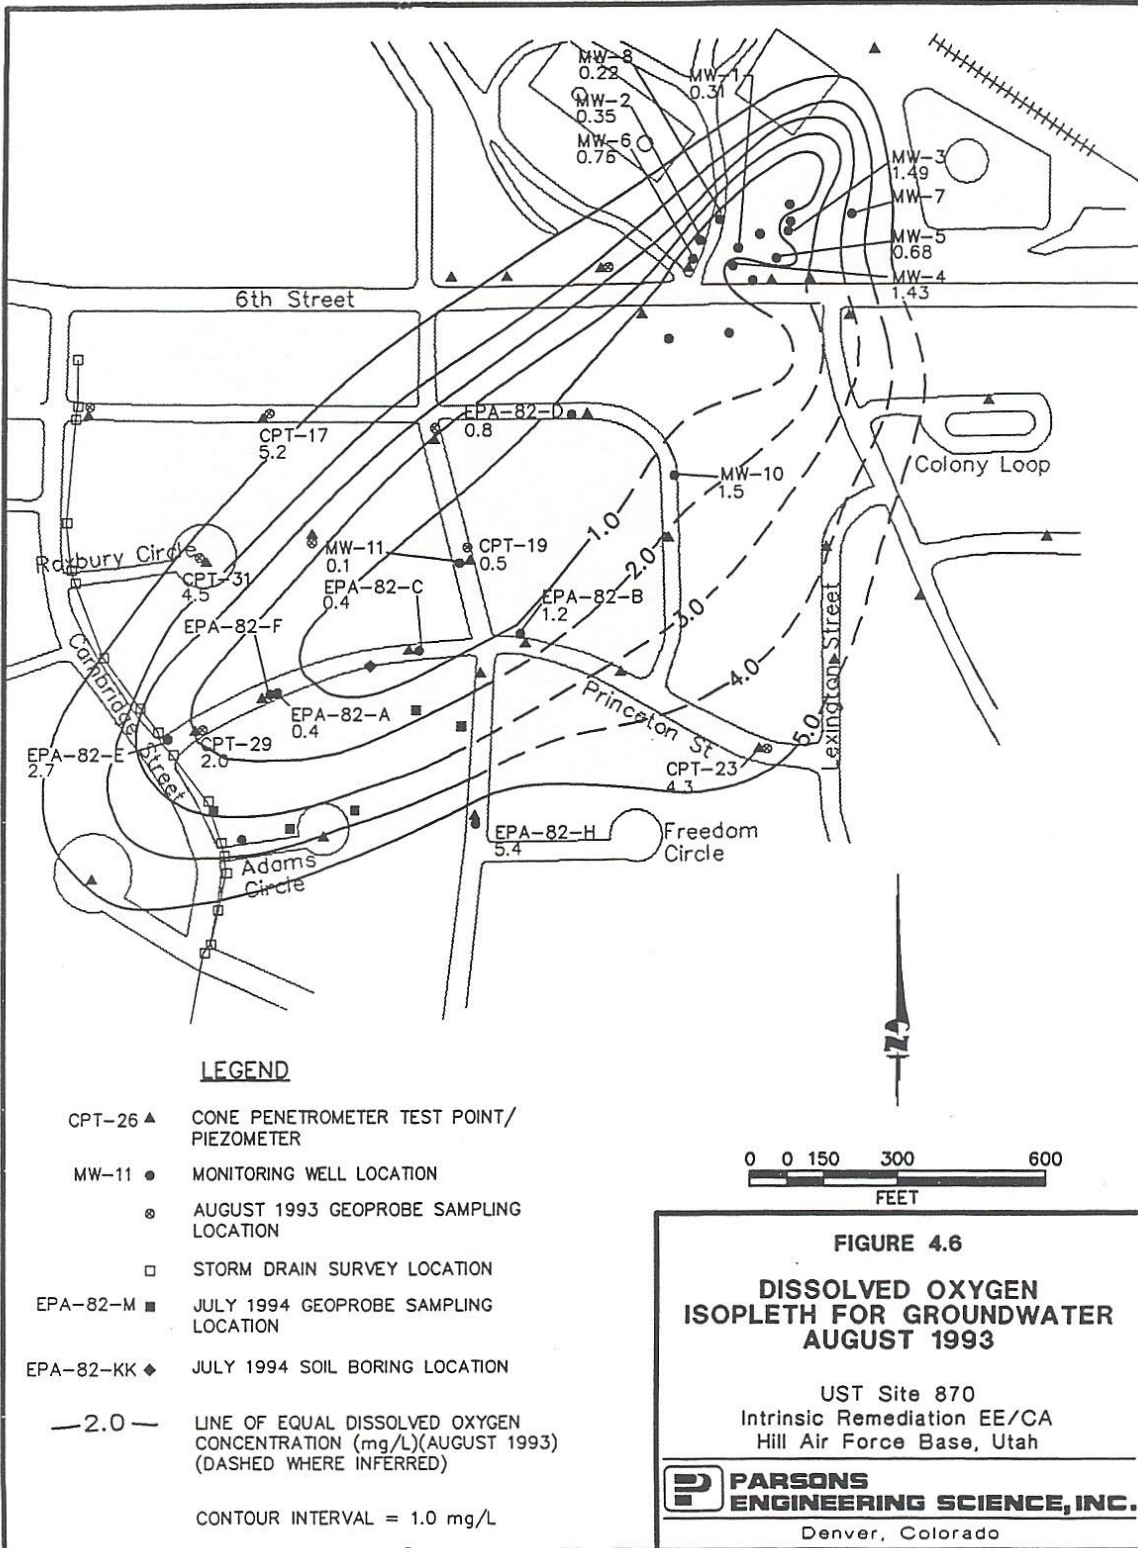 MW-8
0.22
MW-1
0.31
MW-2
0.35
MW-6
0.76
MW-3
1.49
MW-7
MW-5
0.68
MW-4
1.43
6th Street
EPA-82-D
0.8
CPT-17
5.2
Colony Loop
MW-10
1.5
1.0
2.0
3.0
4.0
5.0
Roxbury Circle
CPT-31
4.5
MW-11
0.1
CPT-19
0.5
EPA-82-C
0.4
EPA-82-B
1.2
EPA-82-F
EPA-82-A
0.4
Cambridge Street
Lexington Street
Princeton St
EPA-82-E
2.7
CPT-29
2.0
CPT-23
4.3
EPA-82-H
5.4
Freedom
Circle
Adams
Circle
N
LEGEND
CPT-26 CONE PENETROMETER TEST POINT/
PIEZOMETER
MW-11 MONITORING WELL LOCATION
AUGUST 1993 GEOPROBE SAMPLING
LOCATION
STORM DRAIN SURVEY LOCATION
EPA-82-M JULY 1994 GEOPROBE SAMPLING
LOCATION
EPA-82-KK JULY 1994 SOIL BORING LOCATION
2.0 LINE OF EQUAL DISSOLVED OXYGEN
CONCENTRATION (mg/L)(AUGUST 1993)
(DASHED WHERE INFERRED)
CONTOUR INTERVAL = 1.0 mg/L
0 0 150 300 600
FEET
FIGURE 4.6
DISSOLVED OXYGEN
ISOPLETH FOR GROUNDWATER
AUGUST 1993
UST Site 870
Intrinsic Remediation EE/CA
Hill Air Force Base, Utah
PARSONS
ENGINEERING SCIENCE, INC.
Denver, Colorado